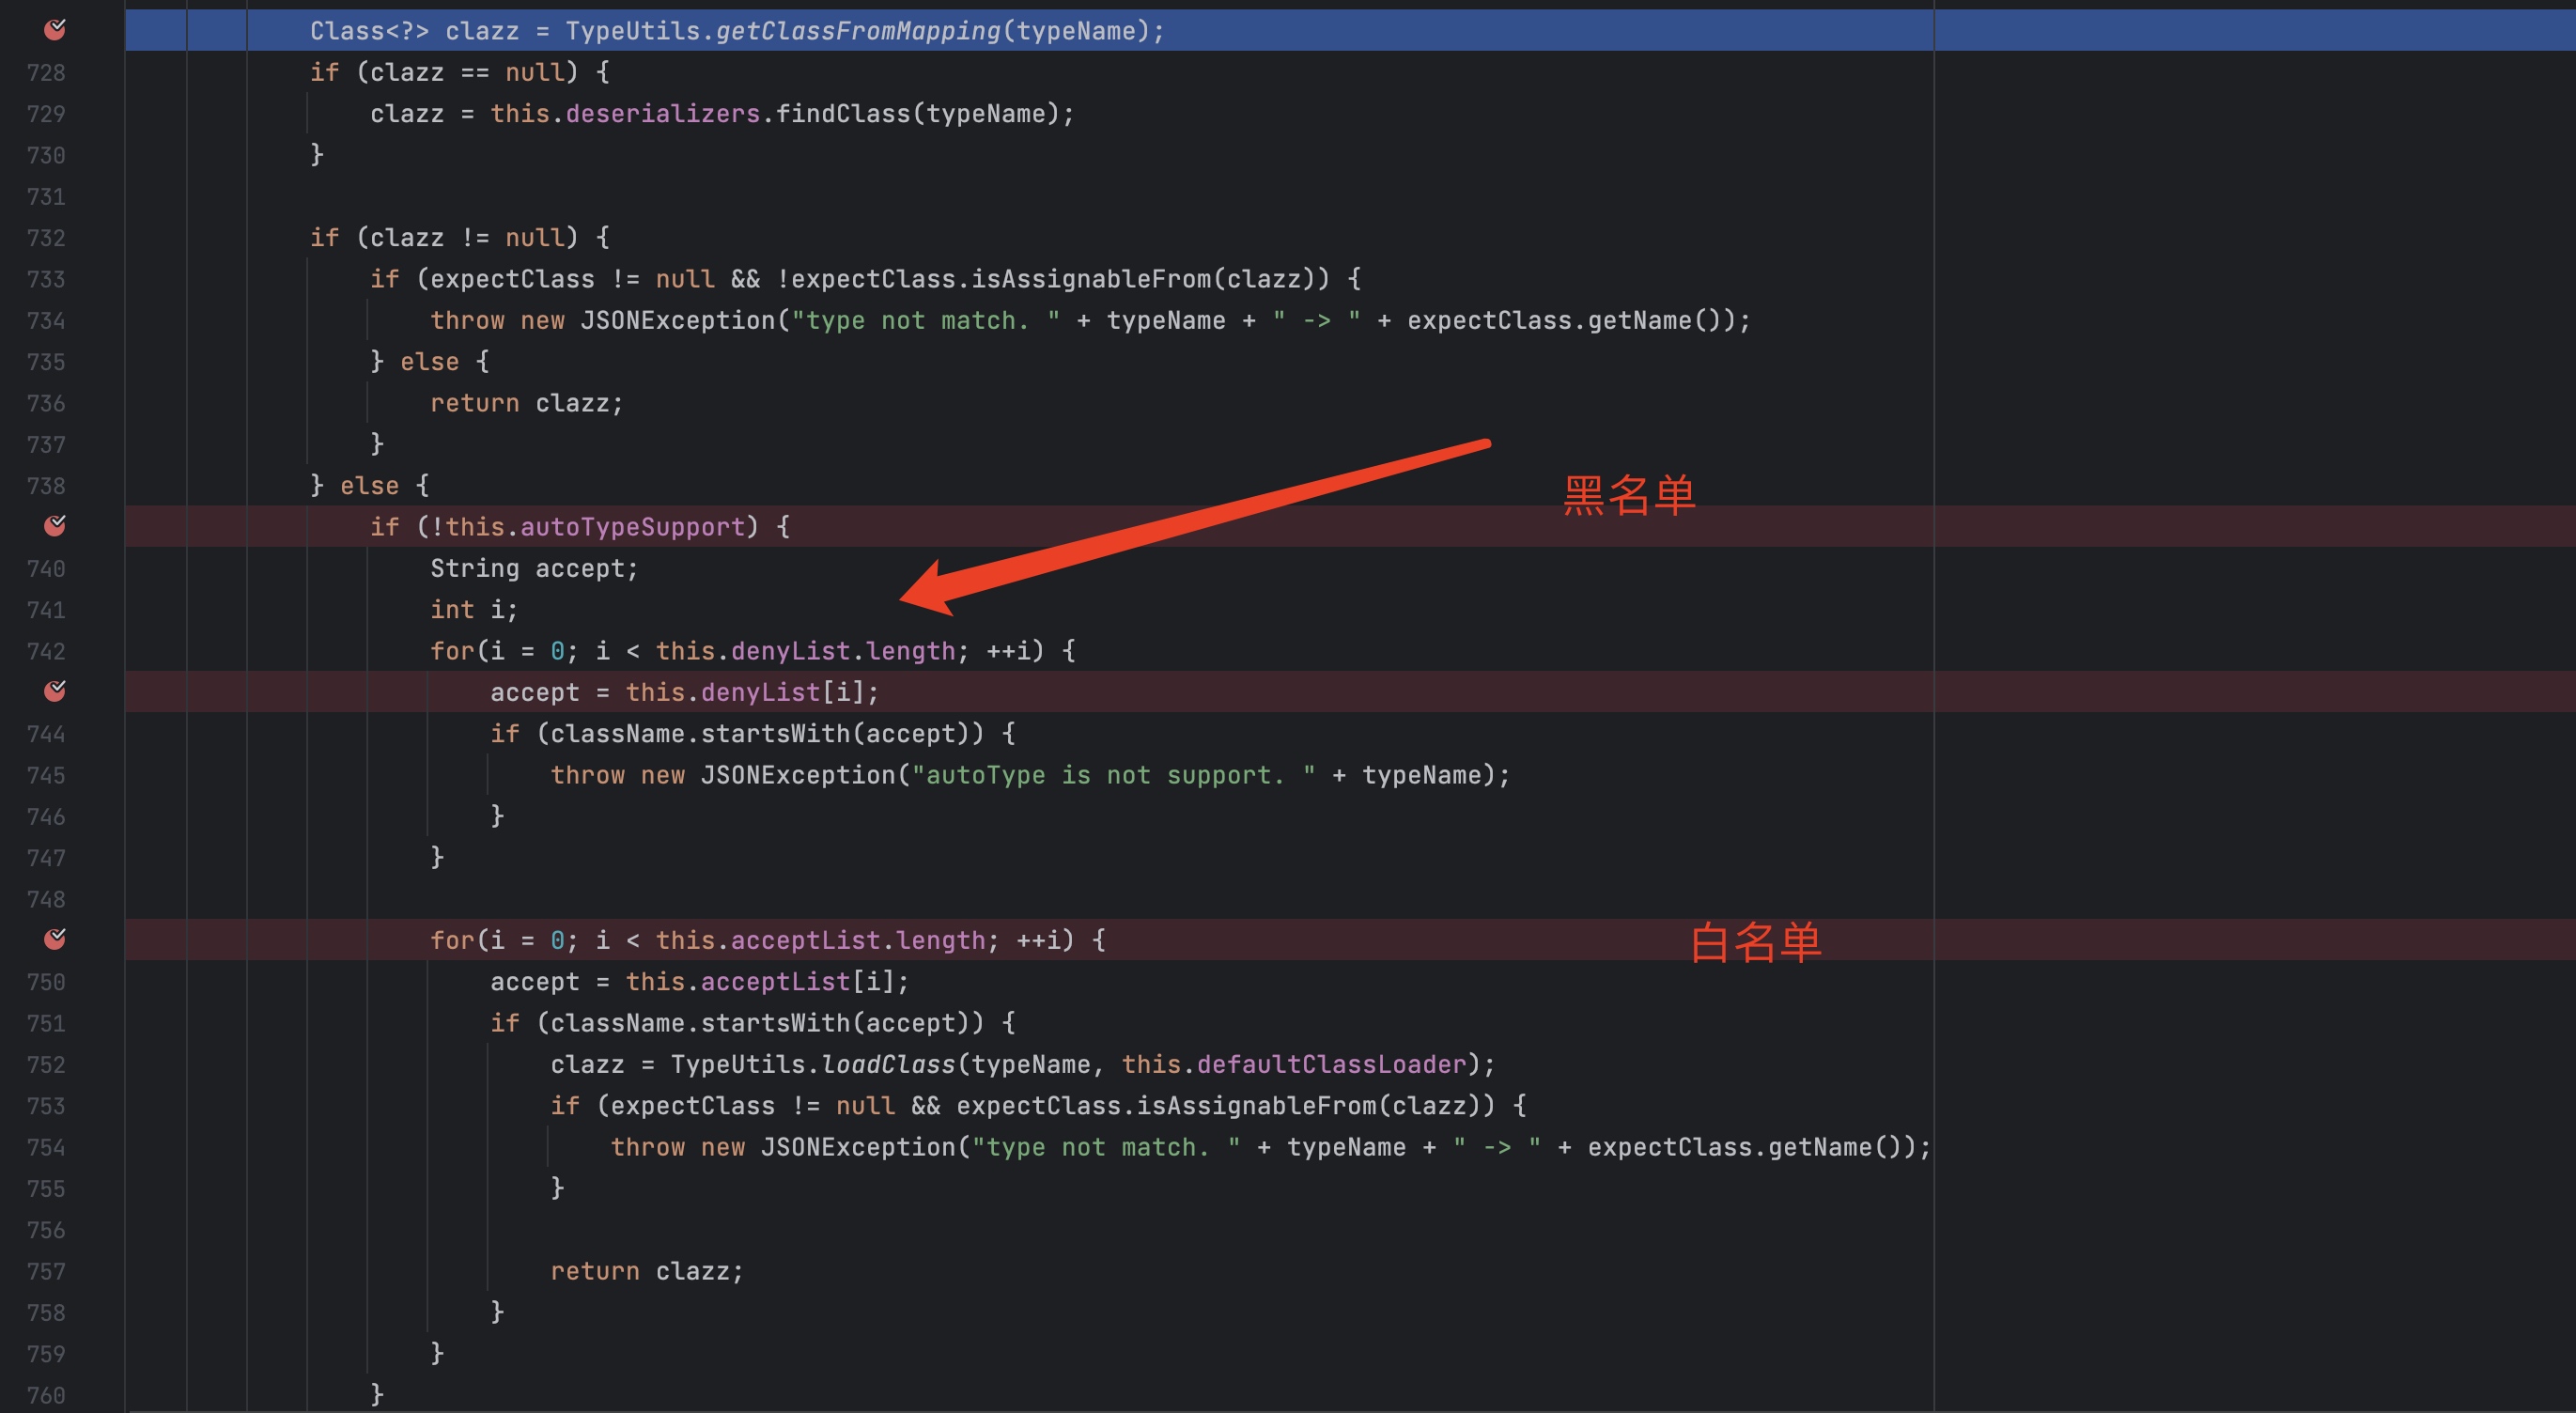 Class<?> clazz = TypeUtils.getClassFromMapping(typeName);
728 if (clazz == null) {
729 clazz = this.deserializers.findClass(typeName);
730 }
731
732 if (clazz != null) {
733 if (expectClass != null && !expectClass.isAssignableFrom(clazz)) {
734 throw new JSONException("type not match. " + typeName + " -> " + expectClass.getName());
735 } else {
736 return clazz;
737 }
738 } else {
黑名单
if (!this.autoTypeSupport) {
740 String accept;
741 int i;
742 for(i = 0; i < this.denyList.length; ++i) {
accept = this.denyList[i];
744 if (className.startsWith(accept)) {
745 throw new JSONException("autoType is not support. " + typeName);
746 }
747 }
748
for(i = 0; i < this.acceptList.length; ++i) { 白名单
750 accept = this.acceptList[i];
751 if (className.startsWith(accept)) {
752 clazz = TypeUtils.loadClass(typeName, this.defaultClassLoader);
753 if (expectClass != null && expectClass.isAssignableFrom(clazz)) {
754 throw new JSONException("type not match. " + typeName + " -> " + expectClass.getName());
755 }
756
757 return clazz;
758 }
759 }
760 }